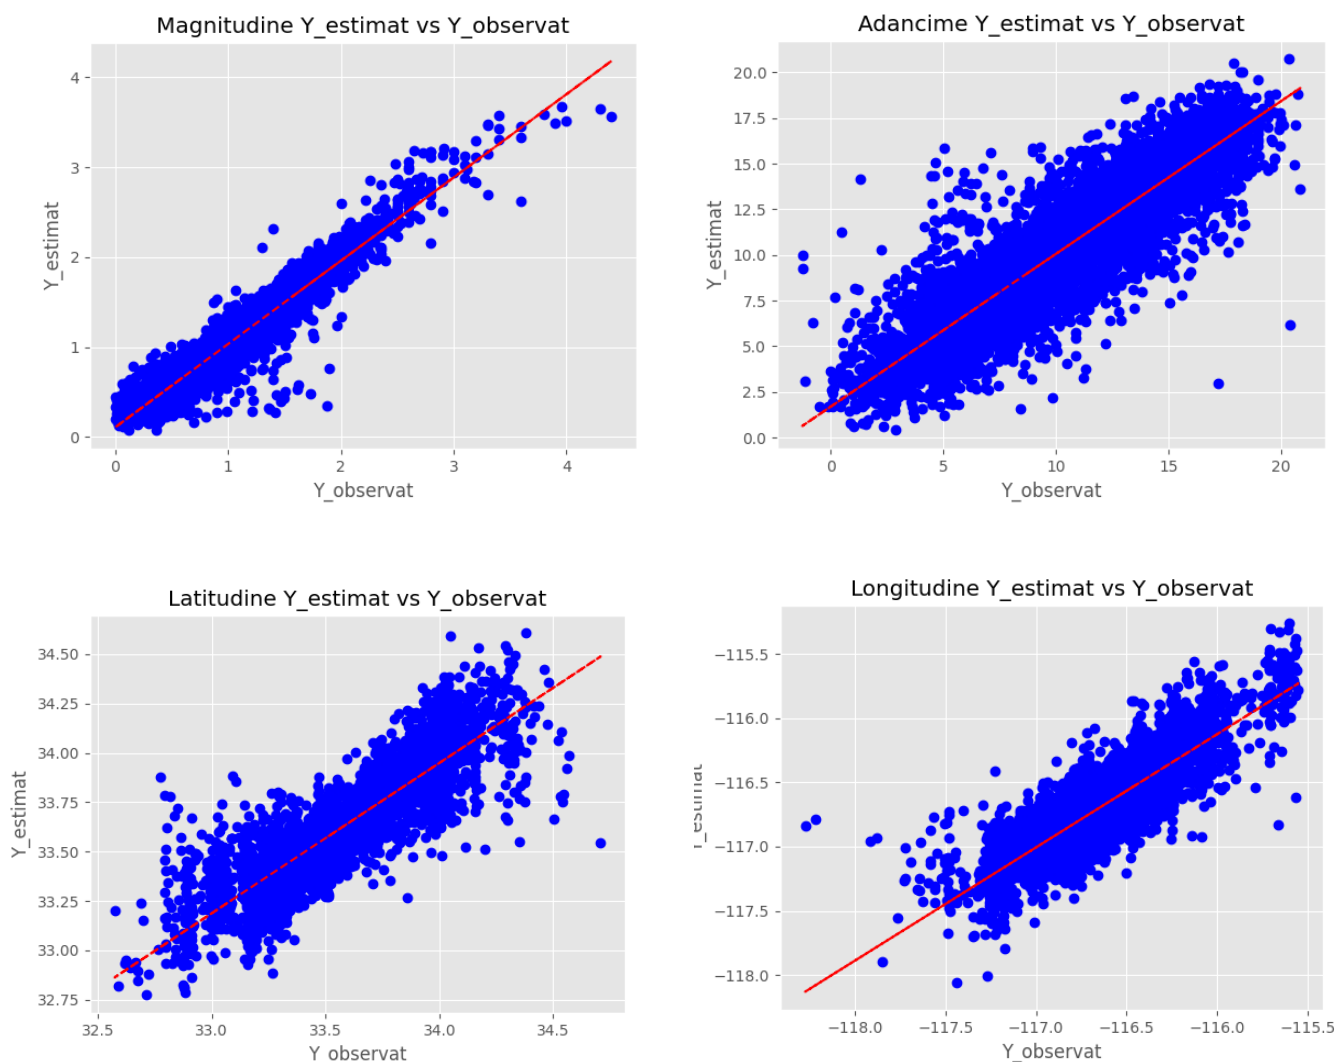 Magnitudine Y_estimat vs Y_observat
4
3
2
1
0
Y_estimat
0 1 2 3 4
Y_observat
Adancime Y_estimat vs Y_observat
20.0
17.5
15.0
12.5
10.0
7.5
5.0
2.5
0.0
Y_estimat
0 5 10 15 20
Y_observat
Latitudine Y_estimat vs Y_observat
34.50
34.25
34.00
33.75
33.50
33.25
33.00
32.75
Y_estimat
32.5 33.0 33.5 34.0 34.5
Y_observat
Longitudine Y_estimat vs Y_observat
−115.5
−116.0
−116.5
−117.0
−117.5
−118.0
_estimat
−118.0 −117.5 −117.0 −116.5 −116.0 −115.5
Y_observat